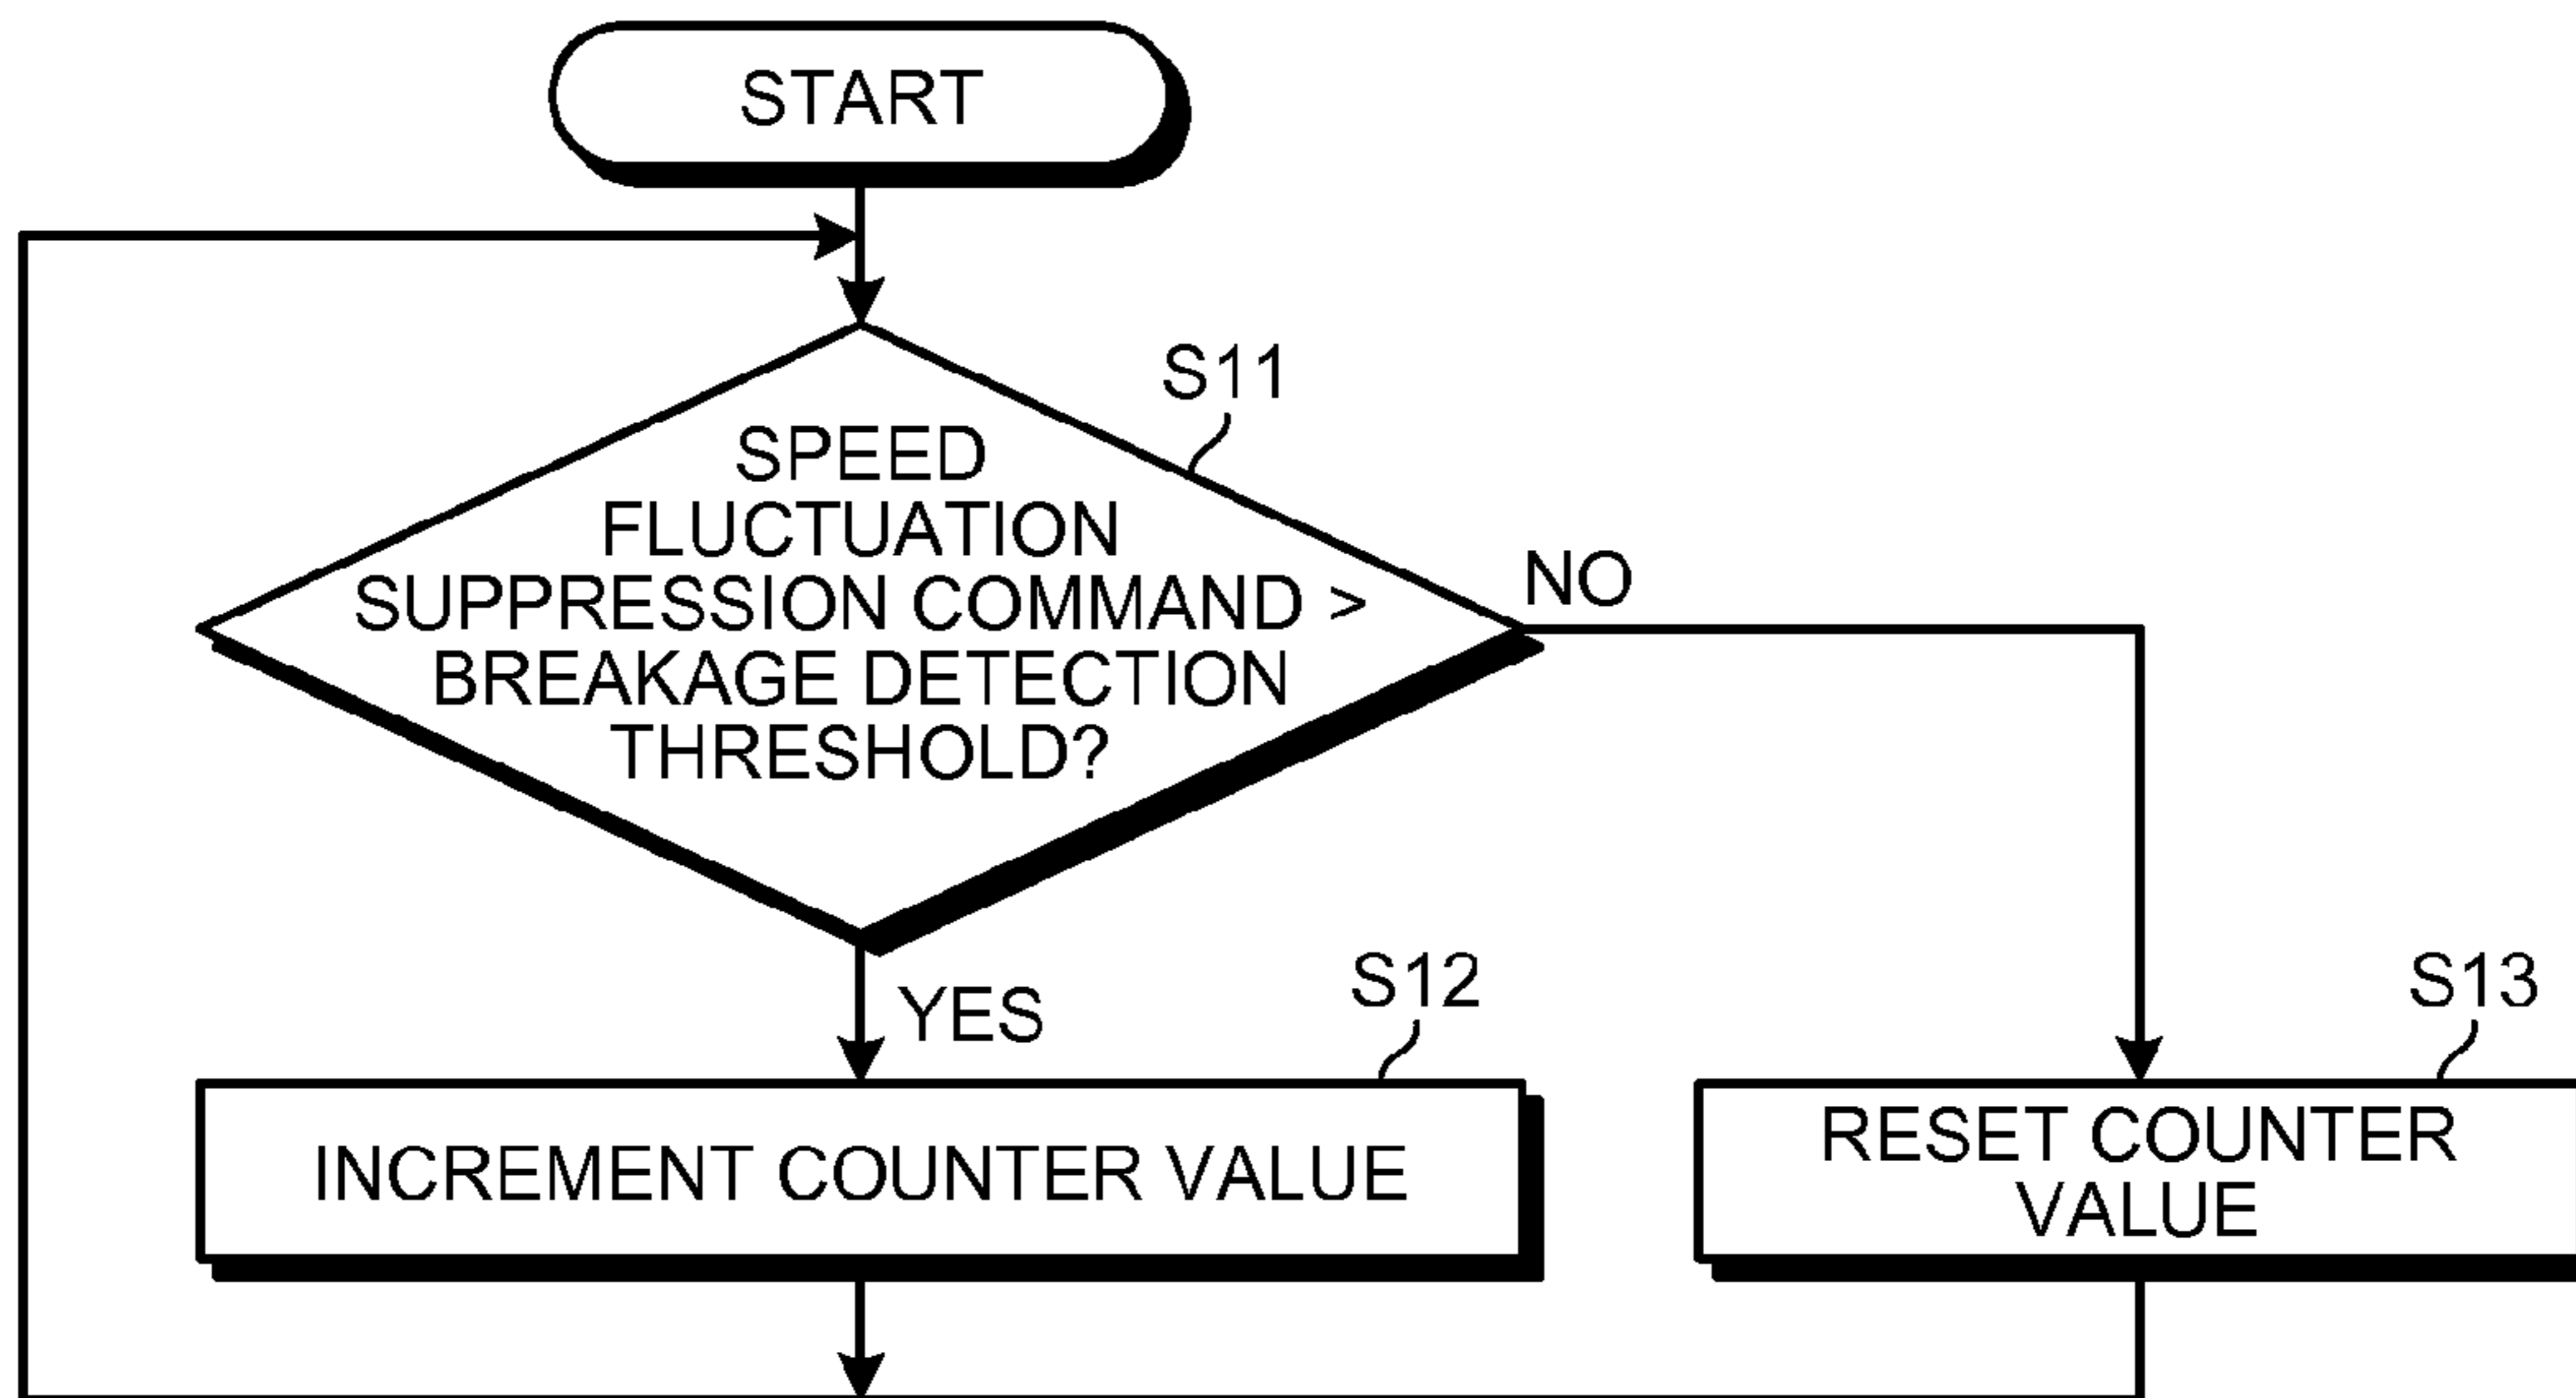 START
S11
SPEED
FLUCTUATION
SUPPRESSION COMMAND >
BREAKAGE DETECTION
THRESHOLD?
NO
YES
S12
S13
INCREMENT COUNTER VALUE
RESET COUNTER
VALUE